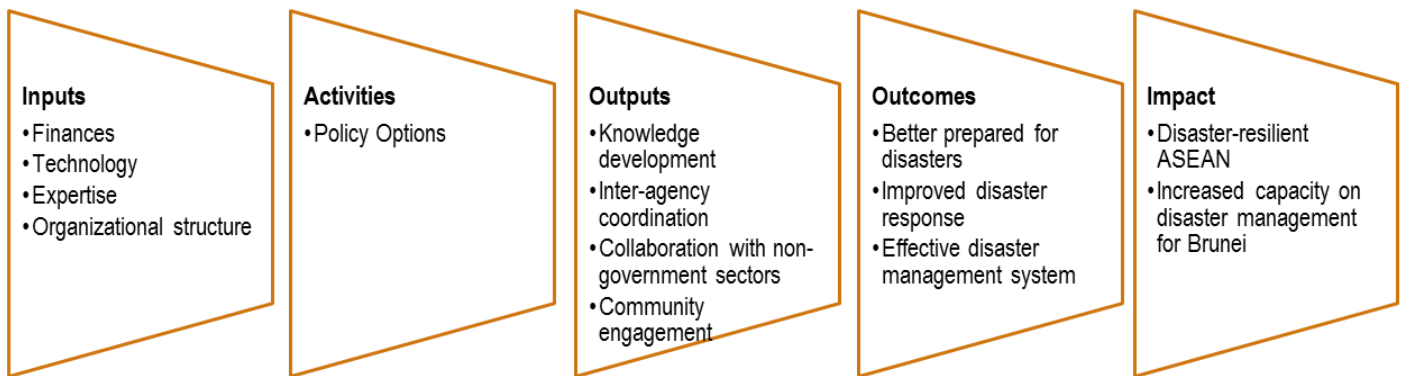 Inputs
•Finances
•Technology
•Expertise
•Organizational structure
Activities
•Policy Options
Outputs
•Knowledge
development
•Inter-agency
coordination
•Collaboration with non-
government sectors
•Community
engagement
Outcomes
•Better prepared for
disasters
•Improved disaster
response
•Effective disaster
management system
Impact
•Disaster-resilient
ASEAN
•Increased capacity on
disaster management
for Brunei